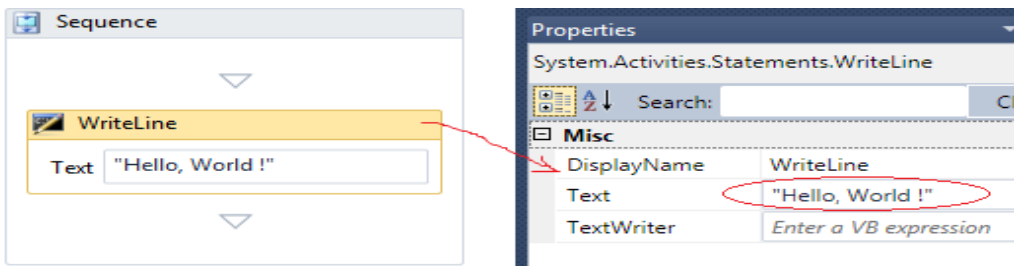 Sequence
WriteLine
Text "Hello, World !"
Properties
System.Activities.Statements.WriteLine
Search:
Misc
DisplayName WriteLine
Text "Hello, World !"
TextWriter Enter a VB expression